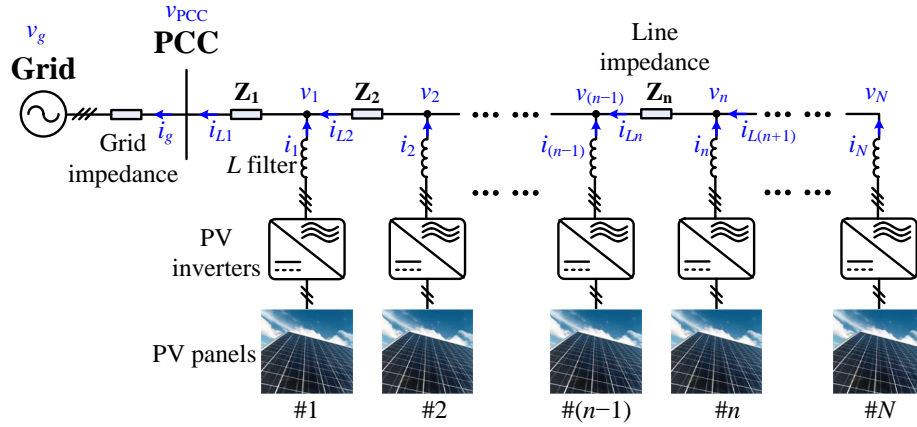 v_g
Grid
v_PCC
PCC
i_g
Grid
impedance
i_L1
Z_1
v_1
i_L2
Z_2
v_2
i_1
L filter
i_2
Line
impedance
v_(n−1)
Z_n
v_n
v_N
i_Ln
i_L(n+1)
i_(n−1)
i_n
i_N
PV
inverters
PV panels
#1
#2
#(n−1)
#n
#N